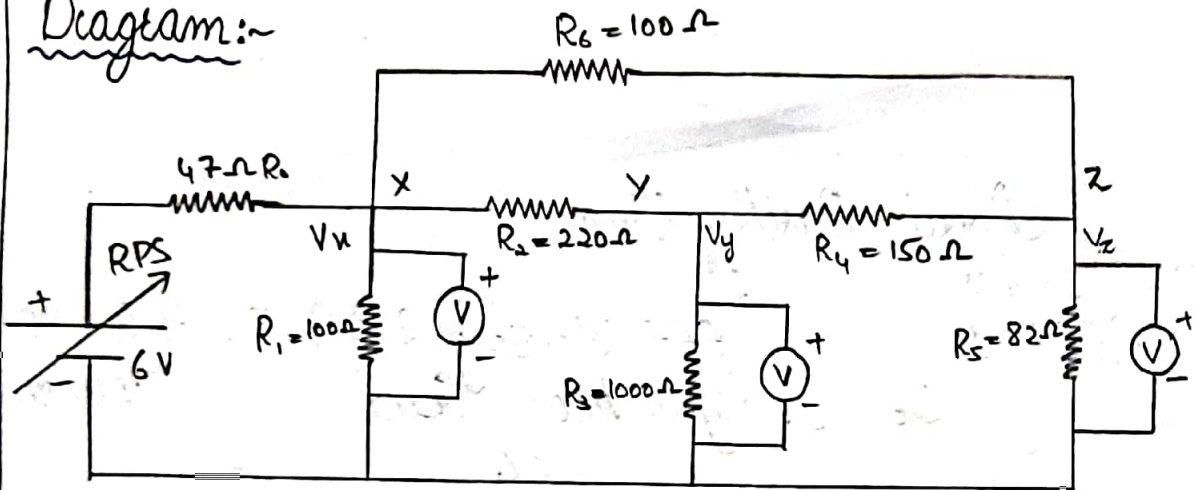 Diagram:~
R6 = 100 Ω
47 Ω R0
X
Y
Z
Vx
R2 = 220 Ω
Vy
R4 = 150 Ω
Vz
RPS
+
6 V
-
R1 = 100 Ω
V
+
-
R3 = 1000 Ω
V
+
-
R5 = 82 Ω
V
+
-